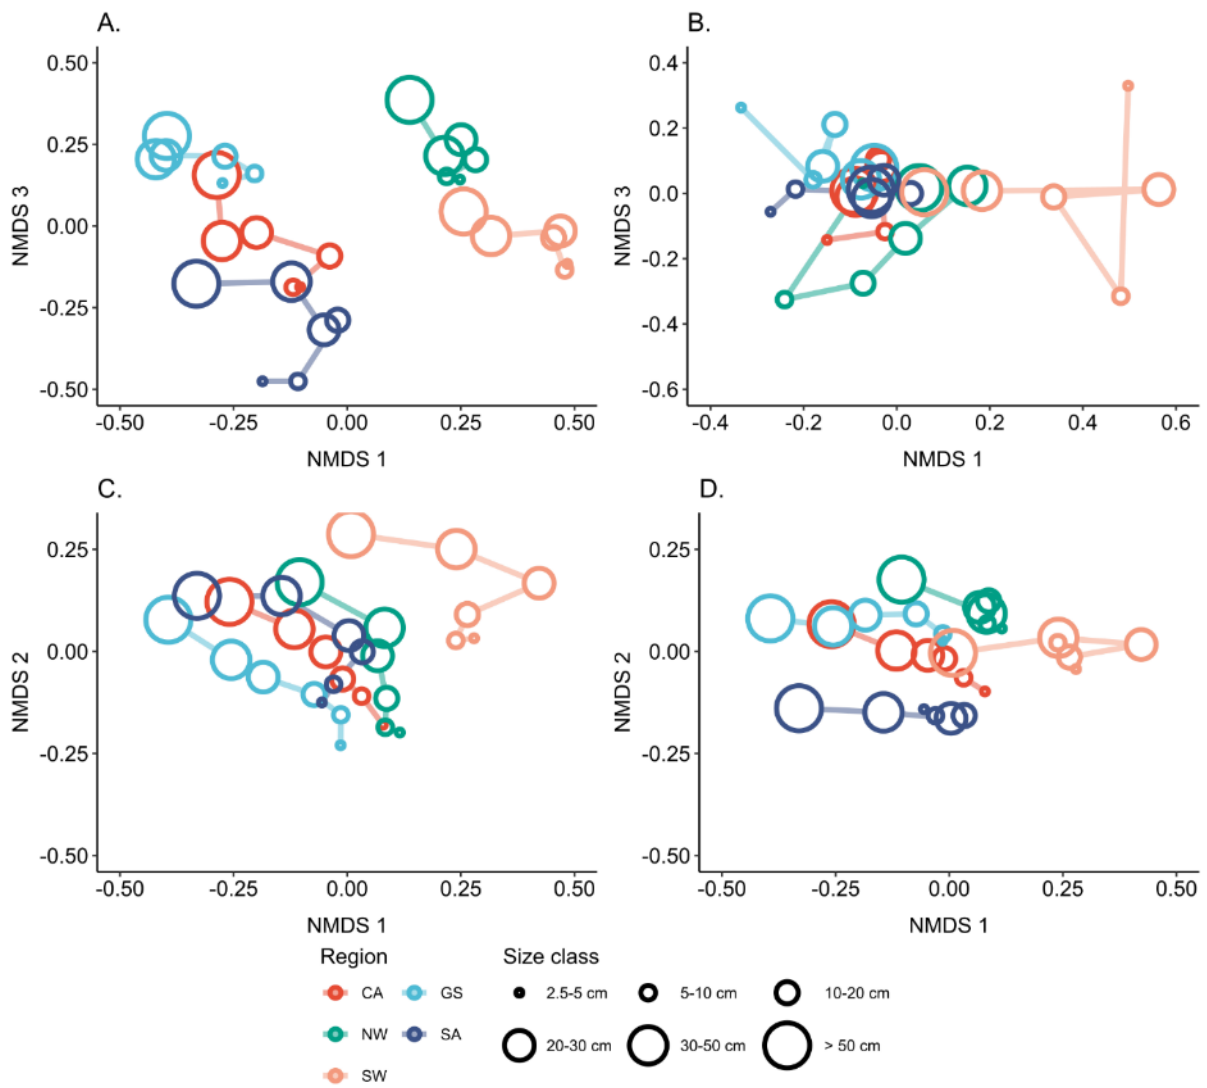 A.
NMDS 3
0.50
0.25
0.00
-0.25
-0.50
-0.50 -0.25 0.00 0.25 0.50
NMDS 1
B.
NMDS 3
0.4
0.2
0.0
-0.2
-0.4
-0.6
-0.4 -0.2 0.0 0.2 0.4 0.6
NMDS 1
C.
NMDS 2
0.25
0.00
-0.25
-0.50
-0.50 -0.25 0.00 0.25 0.50
NMDS 1
D.
NMDS 2
0.25
0.00
-0.25
-0.50
-0.50 -0.25 0.00 0.25 0.50
NMDS 1
Region
CA GS
NW SA
SW
Size class
2.5-5 cm 5-10 cm 10-20 cm
20-30 cm 30-50 cm > 50 cm